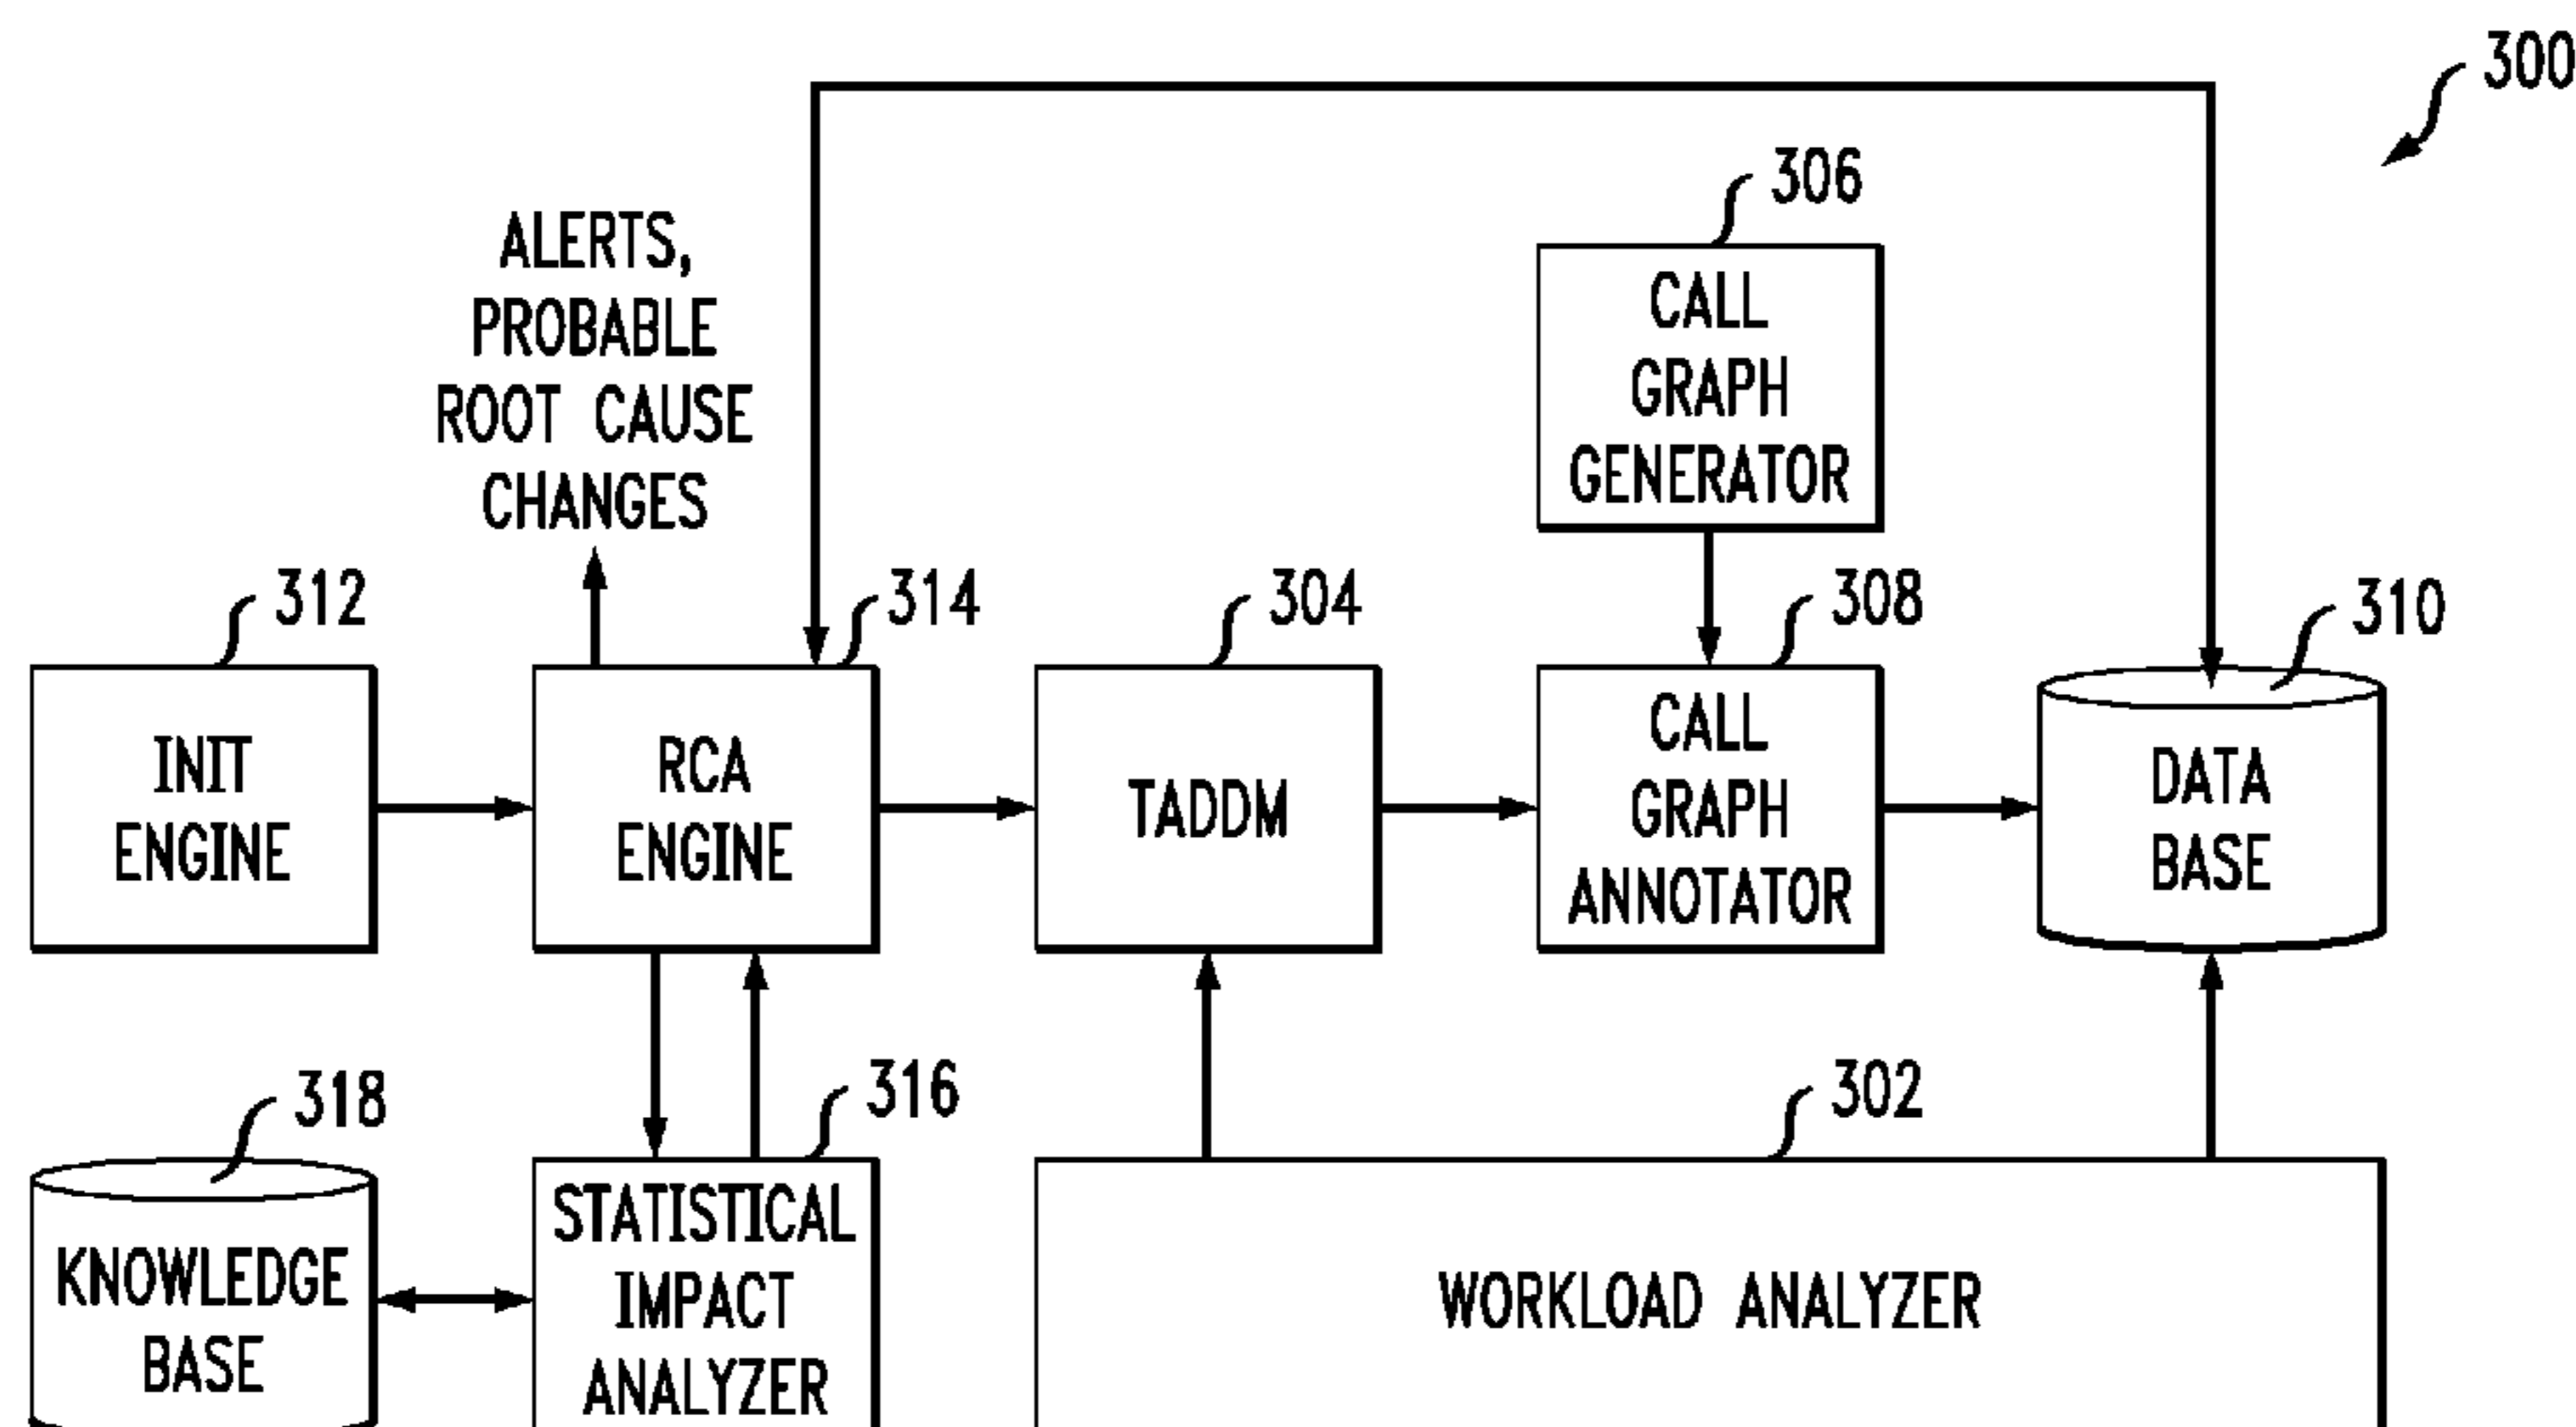 300
306
ALERTS,
PROBABLE
ROOT CAUSE
CHANGES
CALL
GRAPH
GENERATOR
312
314
304
308
310
INIT
ENGINE
RCA
ENGINE
TADDM
CALL
GRAPH
ANNOTATOR
DATA
BASE
318
316
302
KNOWLEDGE
BASE
STATISTICAL
IMPACT
ANALYZER
WORKLOAD ANALYZER